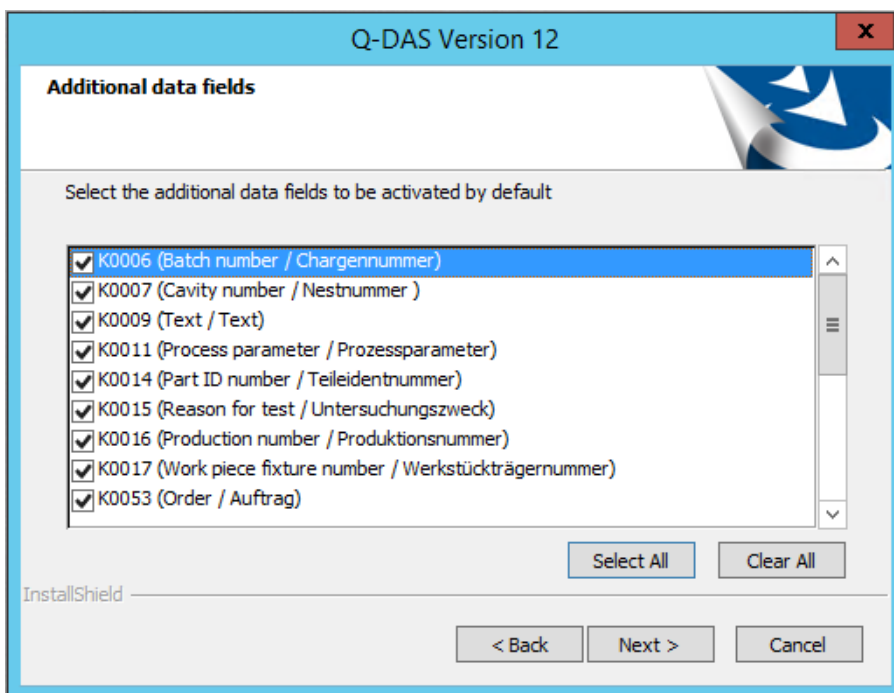 Q-DAS Version 12
x
Additional data fields
Select the additional data fields to be activated by default
K0006 (Batch number / Chargennummer)
K0007 (Cavity number / Nestnummer )
K0009 (Text / Text)
K0011 (Process parameter / Prozessparameter)
K0014 (Part ID number / Teileidentnummer)
K0015 (Reason for test / Untersuchungszweck)
K0016 (Production number / Produktionsnummer)
K0017 (Work piece fixture number / Werkstückträgernummer)
K0053 (Order / Auftrag)
Select All Clear All
InstallShield
< Back Next > Cancel